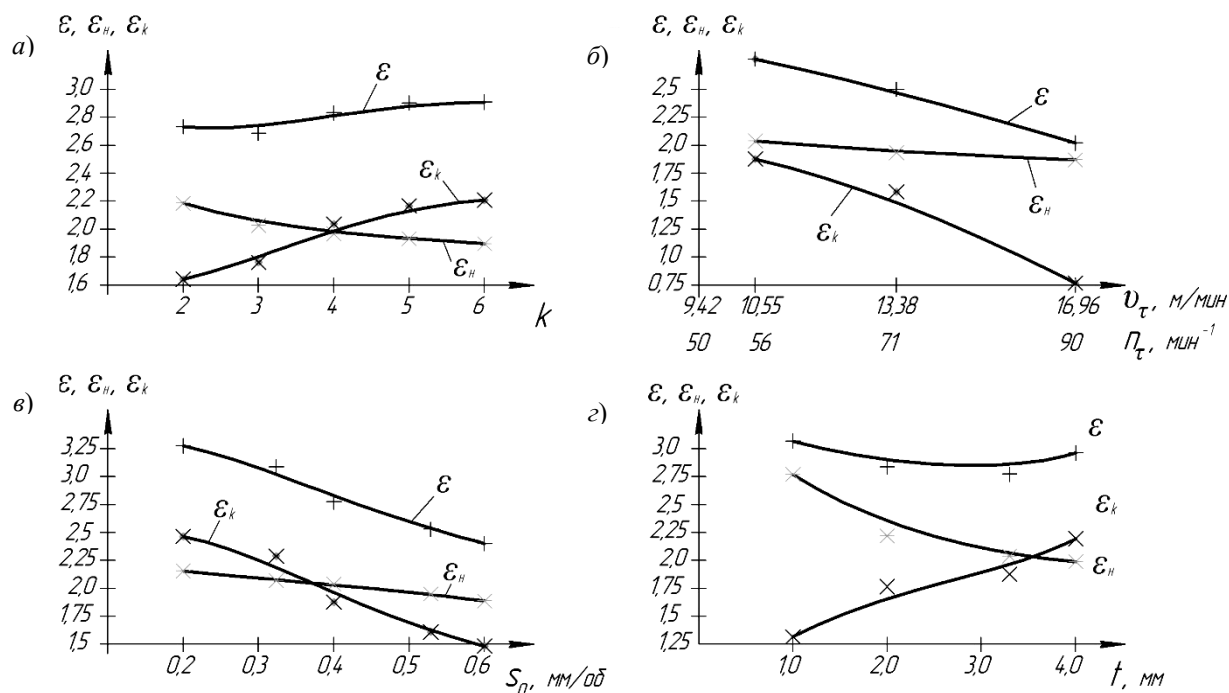 а)
ε, εн, εk
3,0
2,8
2,6
2,4
2,2
2,0
1,8
1,6
ε
εk
εн
2 3 4 5 6
k
б)
ε, εн, εk
2,5
2,25
2,0
1,75
1,5
1,25
1,0
0,75
ε
εн
εk
9,42 10,55 13,38 16,96 υτ, м/мин
50 56 71 90 nτ, мин⁻¹
в)
ε, εн, εk
3,25
3,0
2,75
2,5
2,25
2,0
1,75
1,5
ε
εk
εн
0,2 0,3 0,4 0,5 0,6
s₀, мм/об
г)
ε, εн, εk
3,0
2,75
2,5
2,25
2,0
1,75
1,5
1,25
ε
εk
εн
1,0 2,0 3,0 4,0
t, мм